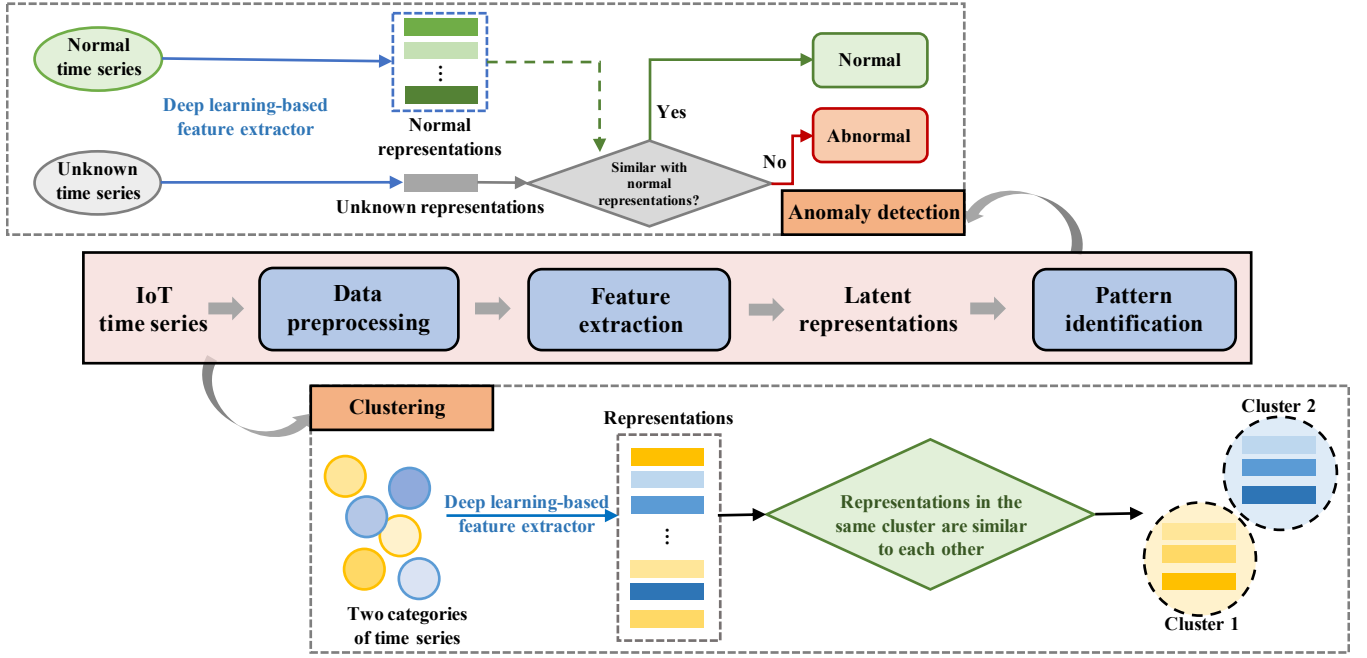 Normal
time series
Deep learning-based
feature extractor
⋮
Normal
representations
Unknown
time series
Unknown representations
Similar with
normal
representations?
Yes
No
Normal
Abnormal
Anomaly detection
IoT
time series
Data
preprocessing
Feature
extraction
Latent
representations
Pattern
identification
Clustering
Two categories
of time series
Deep learning-based
feature extractor
Representations
⋮
Representations in the
same cluster are similar
to each other
Cluster 2
Cluster 1